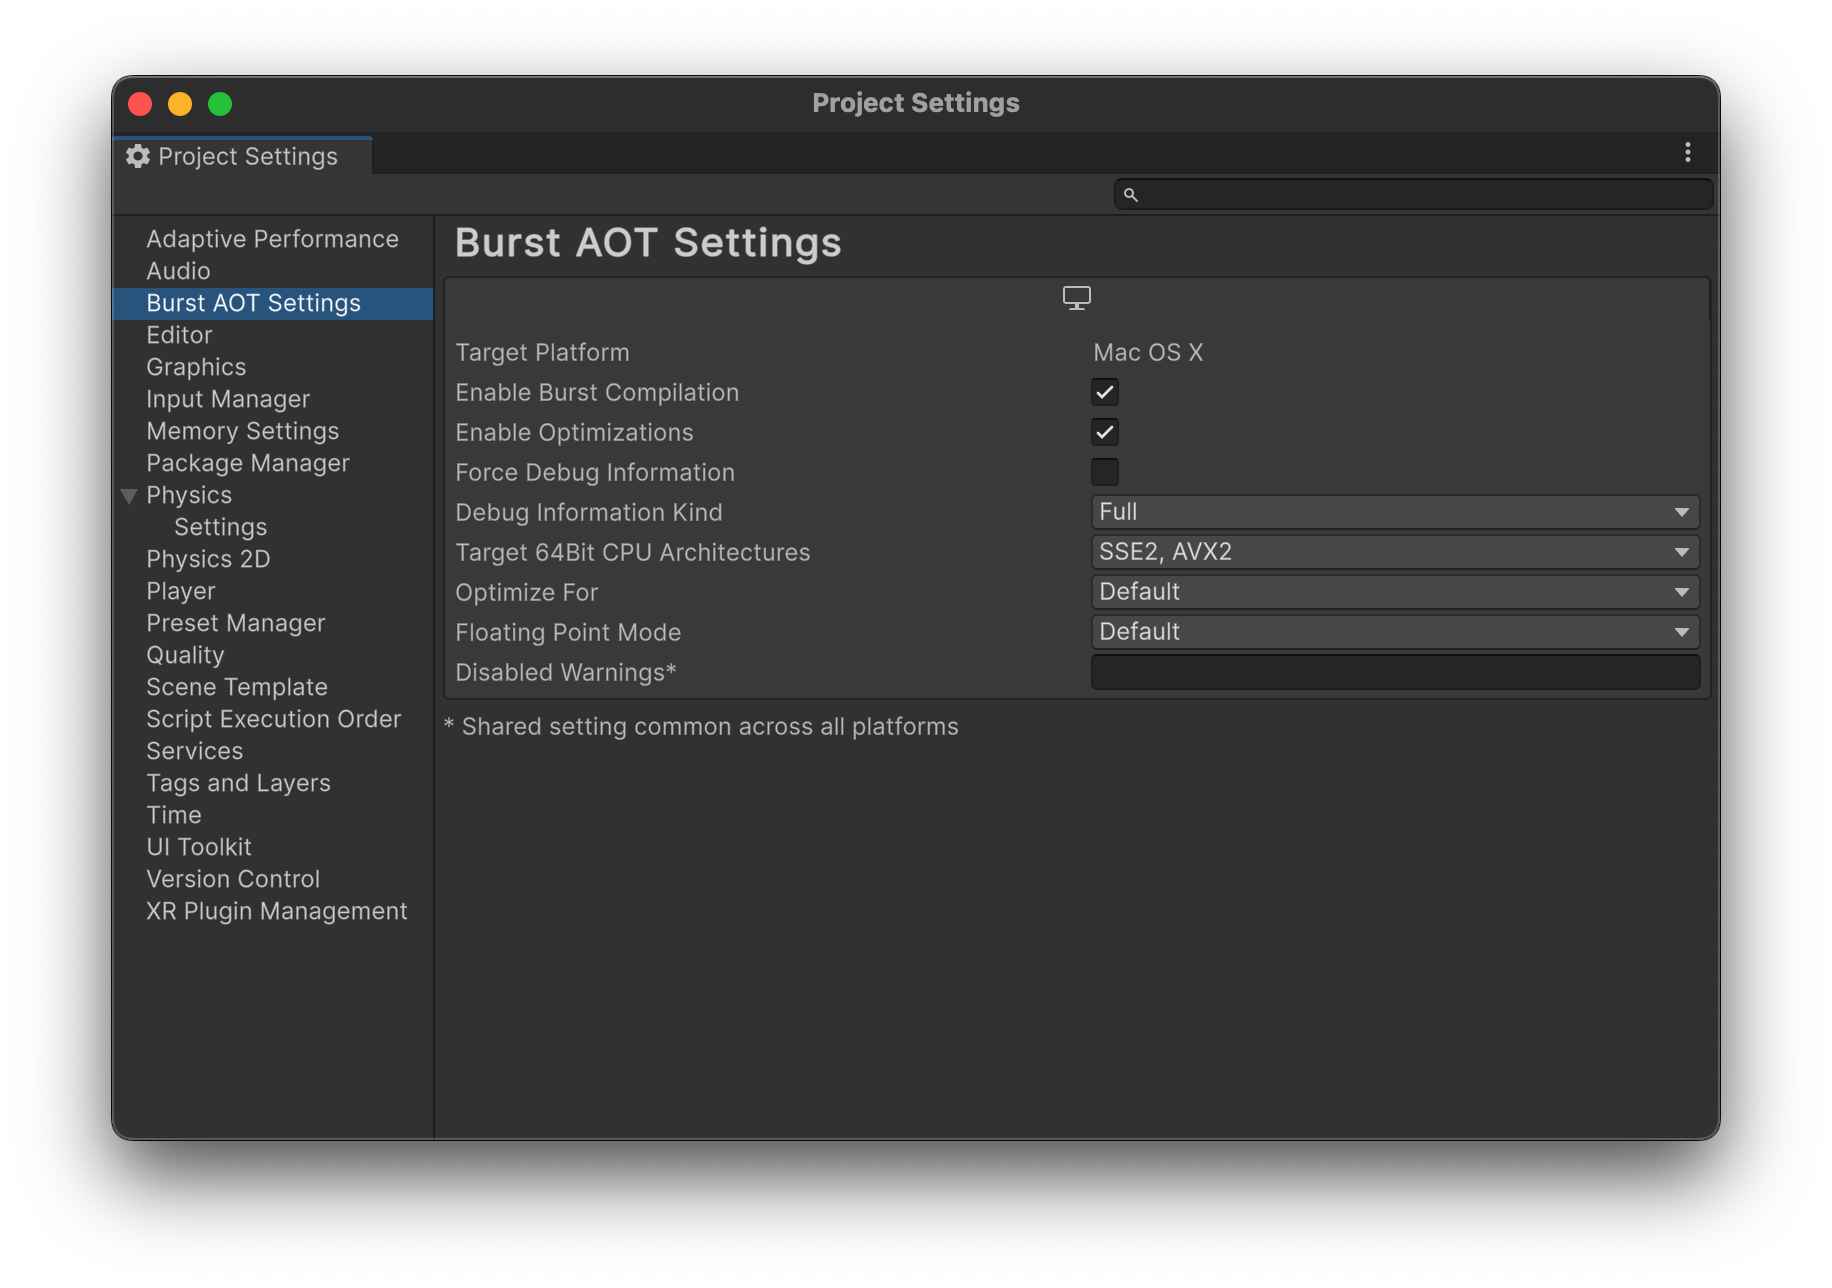 Project Settings
Project Settings
Adaptive Performance
Audio
Burst AOT Settings
Editor
Graphics
Input Manager
Memory Settings
Package Manager
Physics
Settings
Physics 2D
Player
Preset Manager
Quality
Scene Template
Script Execution Order
Services
Tags and Layers
Time
UI Toolkit
Version Control
XR Plugin Management
Burst AOT Settings
Target Platform Mac OS X
Enable Burst Compilation
Enable Optimizations
Force Debug Information
Debug Information Kind Full
Target 64Bit CPU Architectures SSE2, AVX2
Optimize For Default
Floating Point Mode Default
Disabled Warnings*
* Shared setting common across all platforms